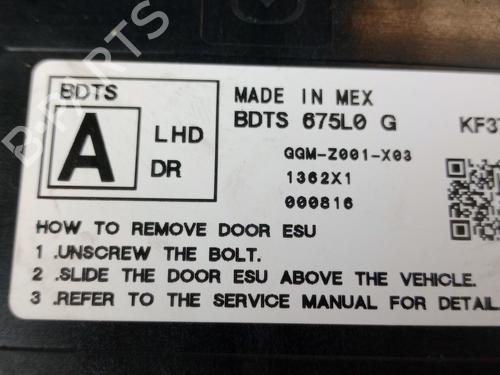 BDTS
A
LHD
DR
MADE IN MEX
BDTS 675L0 G
GGM-Z001-X03
1362X1
000816
HOW TO REMOVE DOOR ESU
1 .UNSCREW THE BOLT.
2 .SLIDE THE DOOR ESU ABOVE THE VEHICLE.
3 .REFER TO THE SERVICE MANUAL FOR DETAIL
B-PARTS